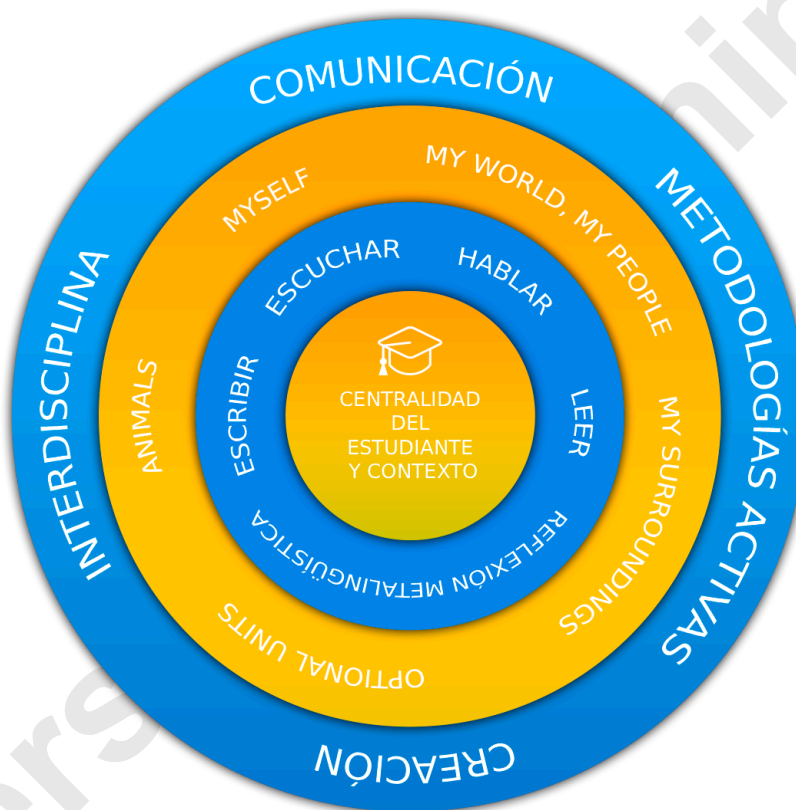 COMUNICACIÓN
METODOLOGÍAS ACTIVAS
CREACIÓN
INTERDISCIPLINA
MYSELF
MY WORLD, MY PEOPLE
MY SURROUNDINGS
OPTIONAL UNITS
ANIMALS
ESCUCHAR
HABLAR
LEER
REFLEXIÓN METALINGÜÍSTICA
ESCRIBIR
CENTRALIDAD
DEL
ESTUDIANTE
Y CONTEXTO